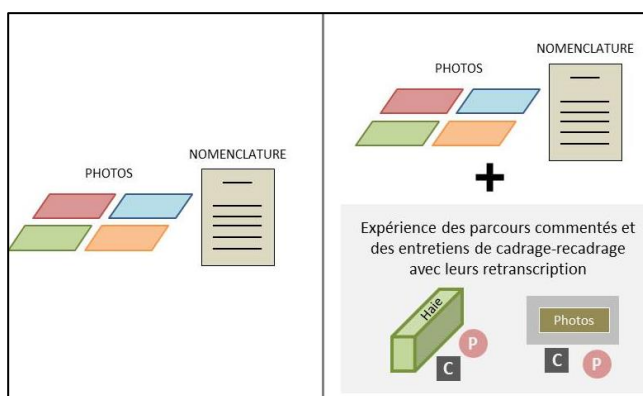 PHOTOS
NOMENCLATURE
NOMENCLATURE
PHOTOS
+
Expérience des parcours commentés et
des entretiens de cadrage-recadrage
avec leurs retranscription
Haie
P
C
Photos
C
P